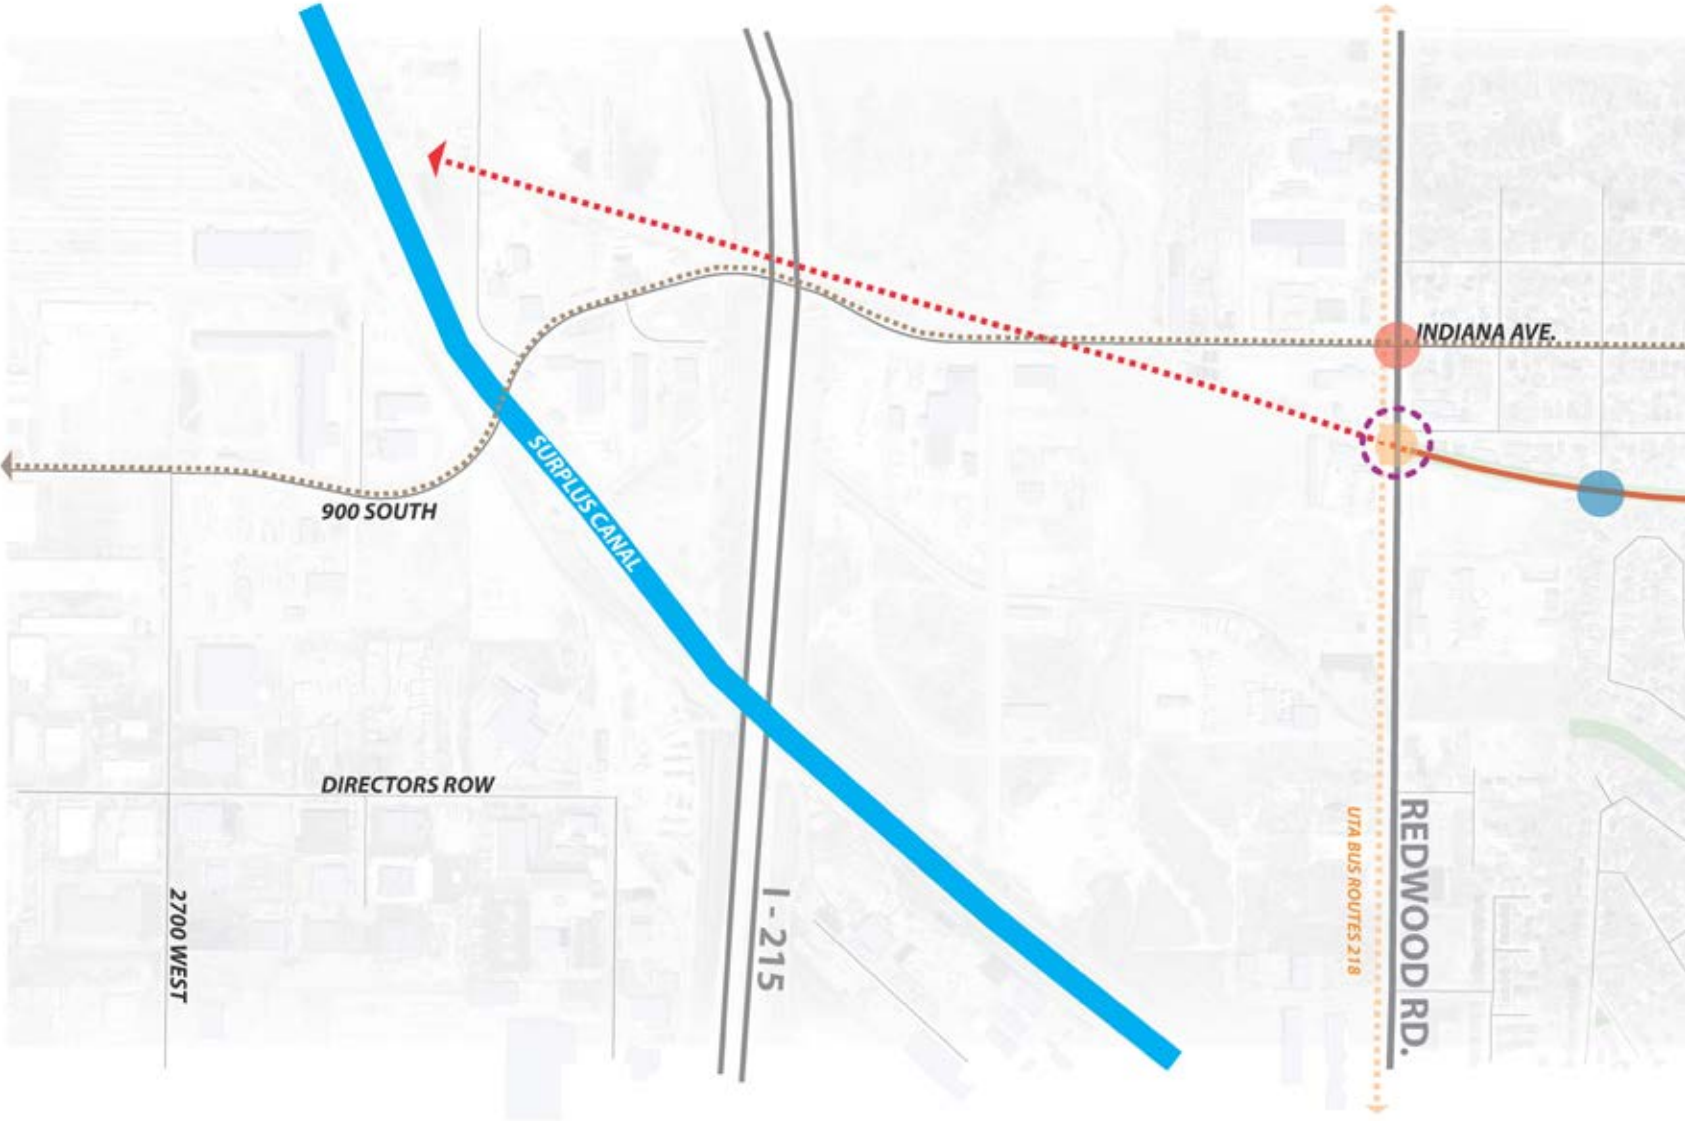 INDIANA AVE.
SURPLUS CANAL
900 SOUTH
DIRECTORS ROW
2700 WEST
I-215
UTA BUS ROUTES 218
REDWOOD RD.